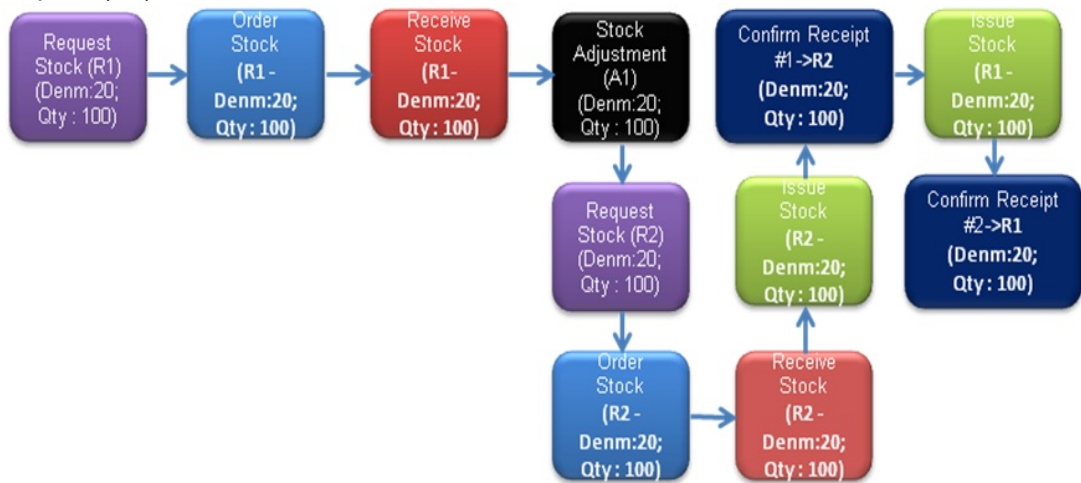 Request
Stock (R1)
(Denm:20;
Qty : 100)
Order
Stock
(R1 -
Denm:20;
Qty : 100)
Receive
Stock
(R1-
Denm:20;
Qty : 100)
Stock
Adjustment
(A1)
(Denm:20;
Qty : 100)
Request
Stock (R2)
(Denm:20;
Qty : 100)
Order
Stock
(R2 -
Denm:20;
Qty : 100)
Receive
Stock
(R2 -
Denm:20;
Qty : 100)
Issue
Stock
(R2 -
Denm:20;
Qty : 100)
Confirm Receipt
#1->R2
(Denm:20;
Qty : 100)
Issue
Stock
(R1 -
Denm:20;
Qty : 100)
Confirm Receipt
#2->R1
(Denm:20;
Qty : 100)